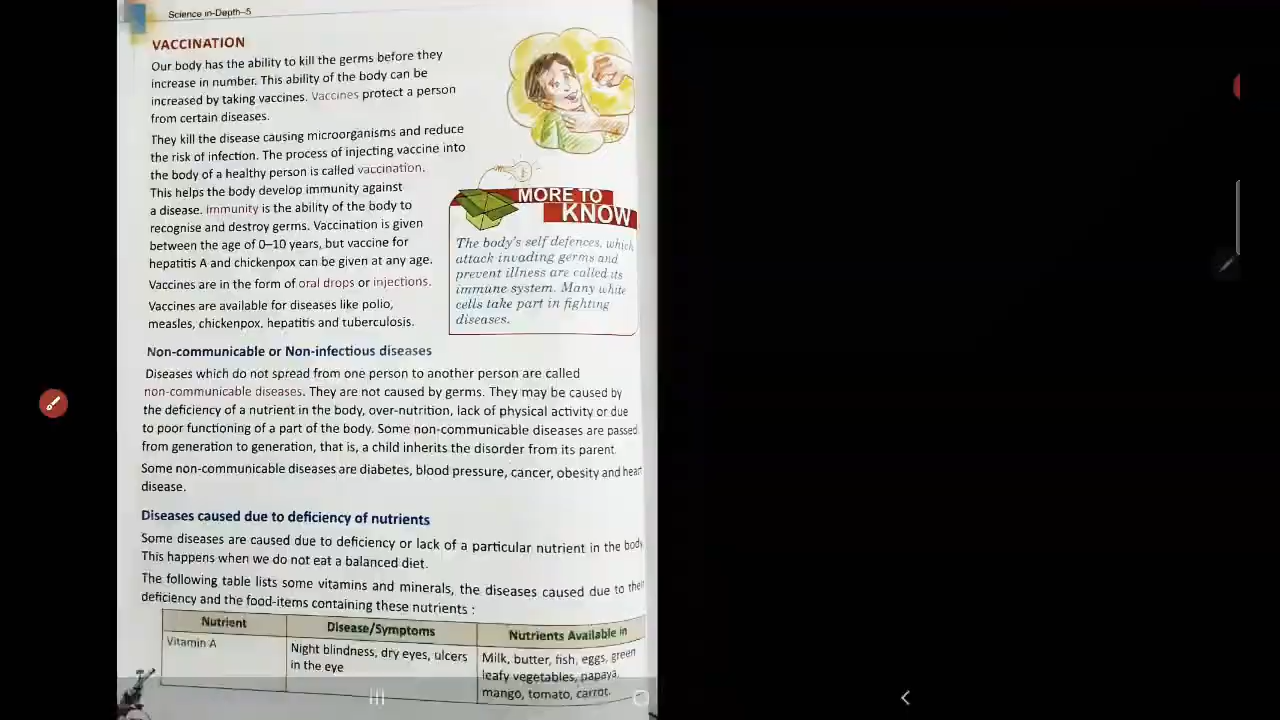 Science in-Depth–5
VACCINATION
Our body has the ability to kill the germs before they
increase in number. This ability of the body can be
increased by taking vaccines. Vaccines protect a person
from certain diseases.
They kill the disease causing microorganisms and reduce
the risk of infection. The process of injecting vaccine into
the body of a healthy person is called vaccination.
This helps the body develop immunity against
a disease. Immunity is the ability of the body to
recognise and destroy germs. Vaccination is given
between the age of 0–10 years, but vaccine for
hepatitis A and chickenpox can be given at any age.
Vaccines are in the form of oral drops or injections.
Vaccines are available for diseases like polio,
measles, chickenpox, hepatitis and tuberculosis.
MORE TO
KNOW
The body's self defences, which
attack invading germs and
prevent illness are called its
immune system. Many white
cells take part in fighting
diseases.
Non-communicable or Non-infectious diseases
Diseases which do not spread from one person to another person are called
non-communicable diseases. They are not caused by germs. They may be caused by
the deficiency of a nutrient in the body, over-nutrition, lack of physical activity or due
to poor functioning of a part of the body. Some non-communicable diseases are passed
from generation to generation, that is, a child inherits the disorder from its parent.
Some non-communicable diseases are diabetes, blood pressure, cancer, obesity and heart
disease.
Diseases caused due to deficiency of nutrients
Some diseases are caused due to deficiency or lack of a particular nutrient in the body
This happens when we do not eat a balanced diet.
The following table lists some vitamins and minerals, the diseases caused due to their
deficiency and the food-items containing these nutrients :
Nutrient Disease/Symptoms Nutrients Available in
Vitamin A Night blindness, dry eyes, ulcers Milk, butter, fish, eggs, green
in the eye leafy vegetables, papaya,
mango, tomato, carrot.